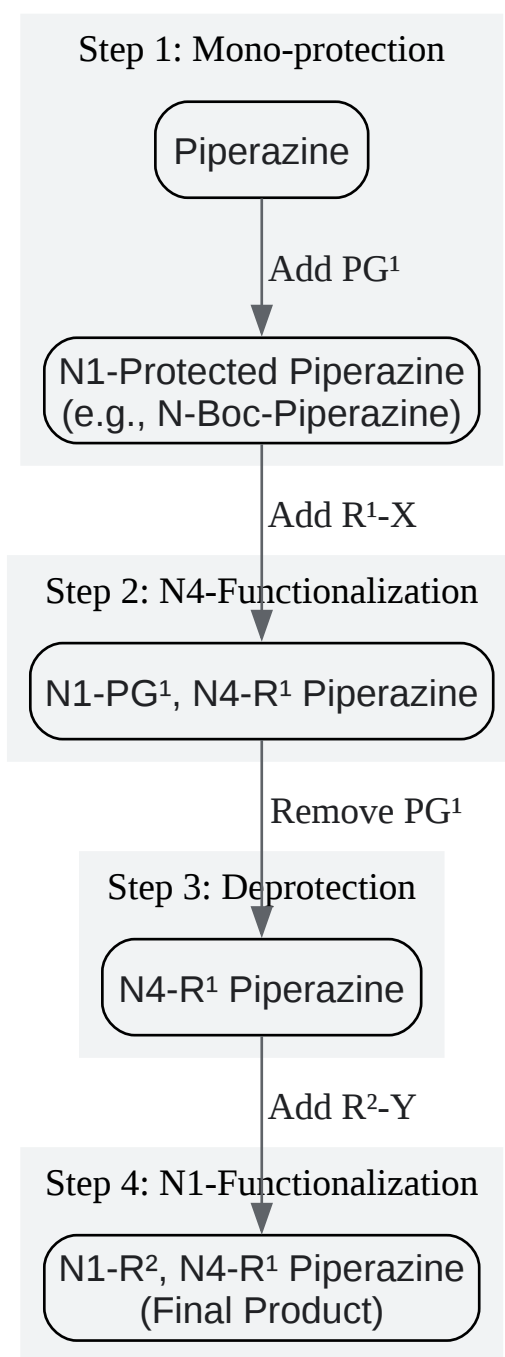 Step 1: Mono-protection
Piperazine
Add PG¹
N1-Protected Piperazine
(e.g., N-Boc-Piperazine)
Add R¹-X
Step 2: N4-Functionalization
N1-PG¹, N4-R¹ Piperazine
Remove PG¹
Step 3: Deprotection
N4-R¹ Piperazine
Add R²-Y
Step 4: N1-Functionalization
N1-R², N4-R¹ Piperazine
(Final Product)